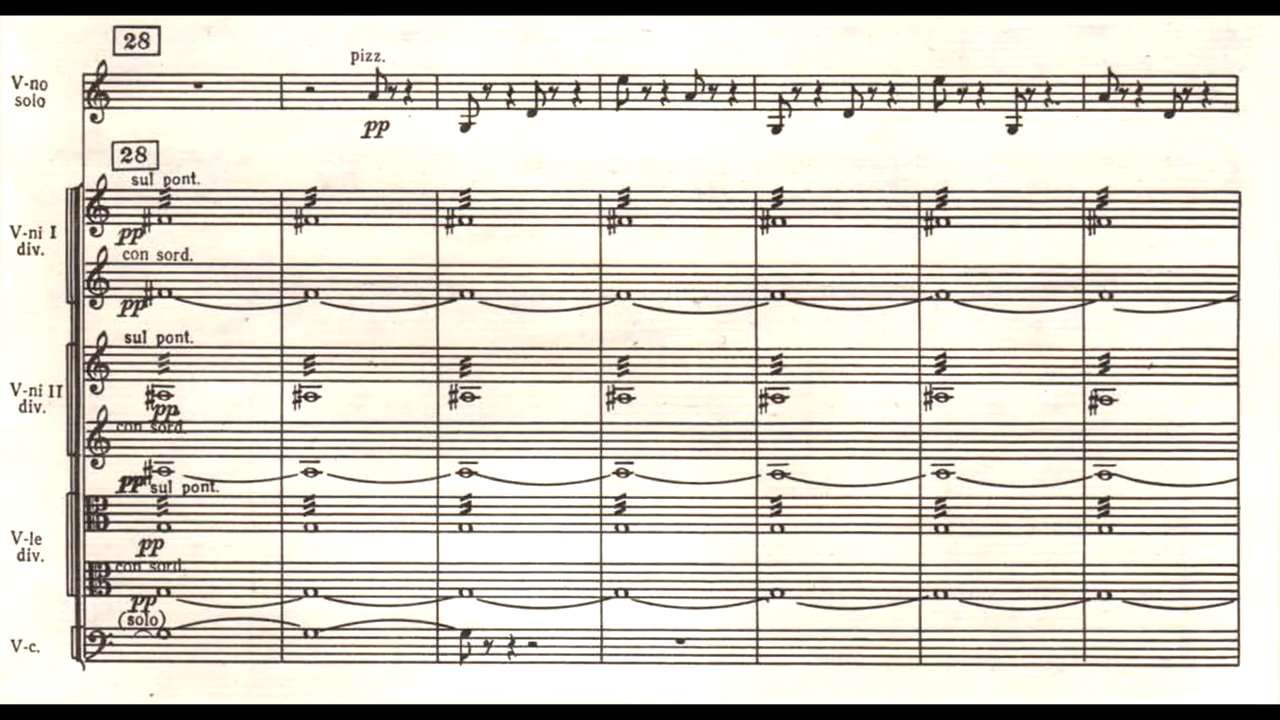 28
pizz.
V-no
solo
pp
28
sul pont.
V-ni I
div.
pp
con sord.
pp
sul pont.
V-ni II
div.
pp
con sord.
pp
sul pont.
V-le
div.
pp
con sord.
pp
(solo)
V-c.